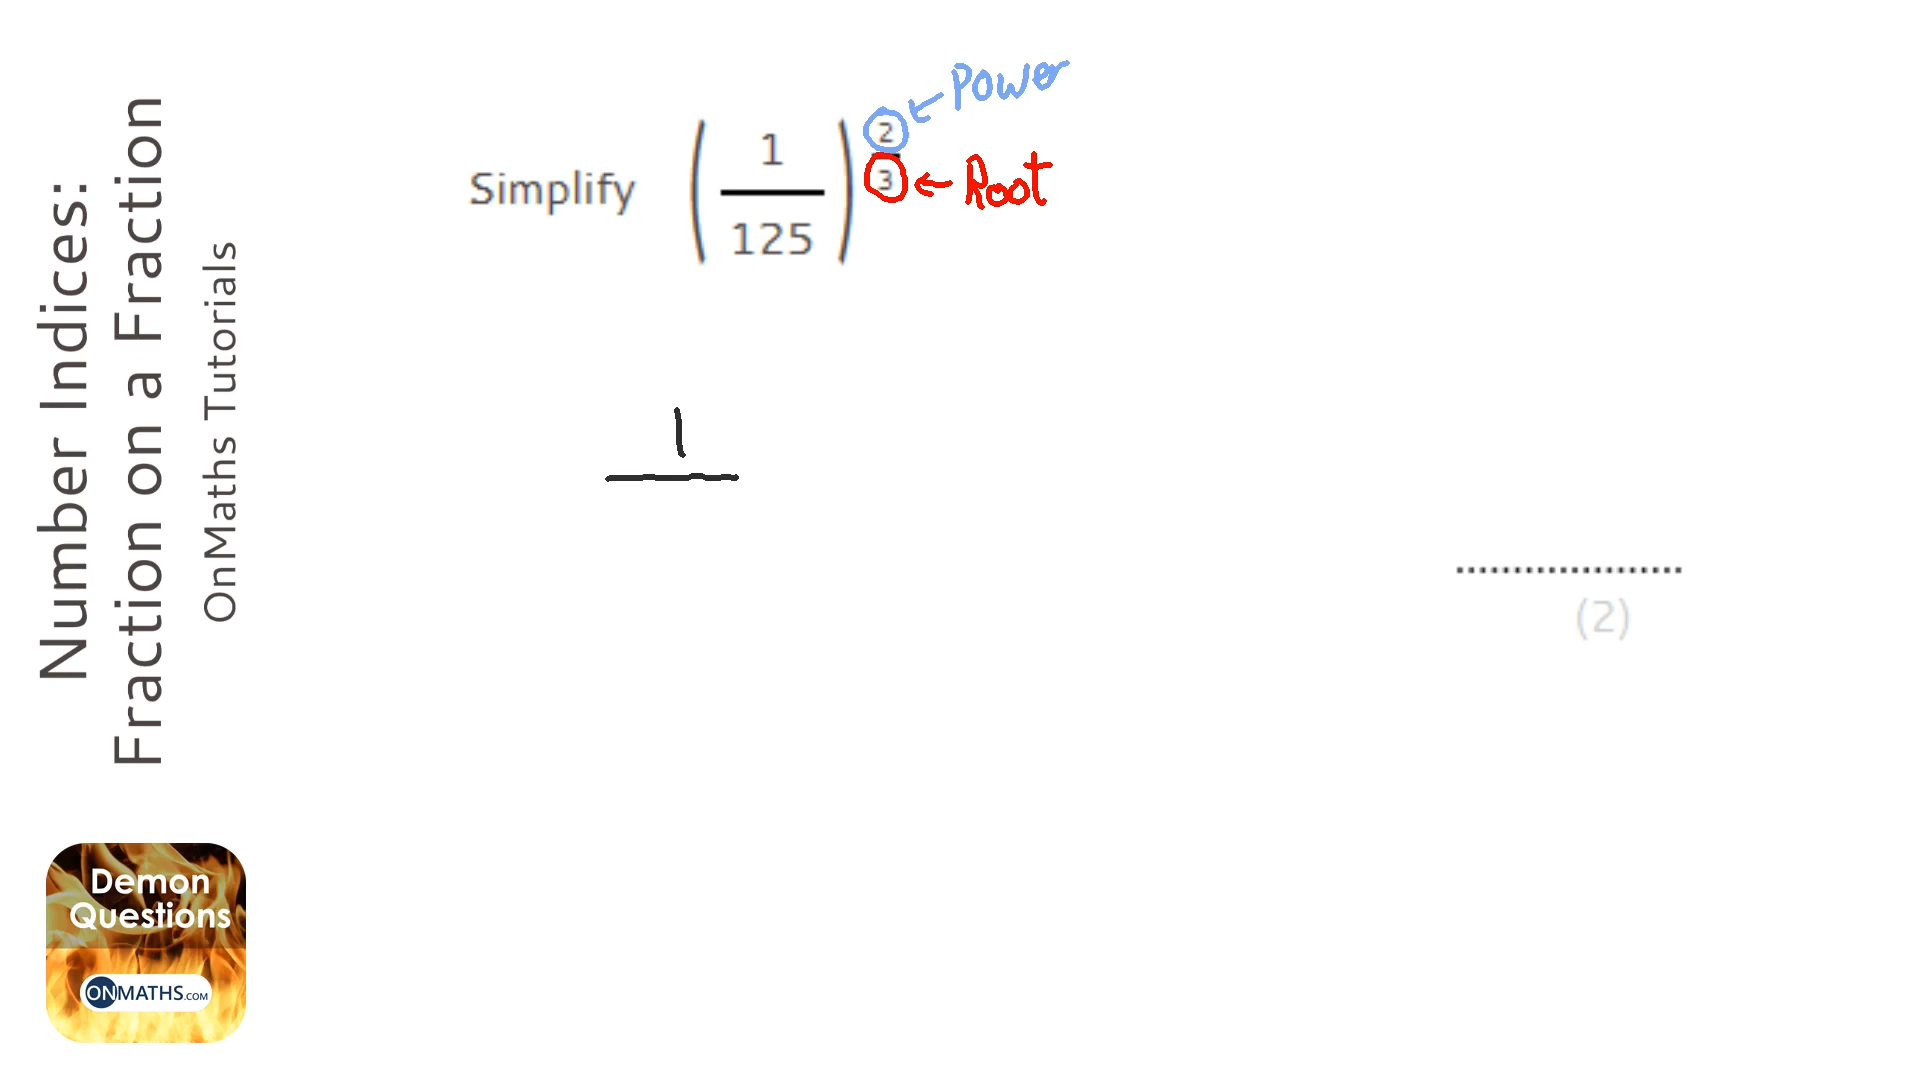 Number Indices:
Fraction on a Fraction
OnMaths Tutorials
Simplify (1/125)^(2/3)
← Power
← Root
1
(2)
Demon
Questions
ONMATHS.COM